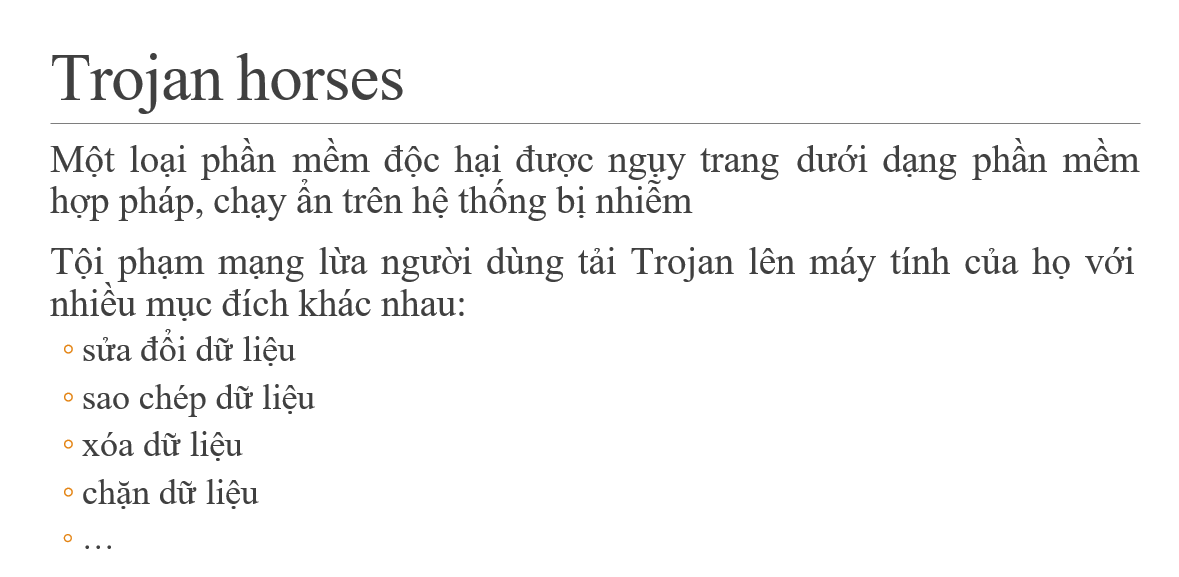 Trojan horses
Một loại phần mềm độc hại được ngụy trang dưới dạng phần mềm
hợp pháp, chạy ẩn trên hệ thống bị nhiễm
Tội phạm mạng lừa người dùng tải Trojan lên máy tính của họ với
nhiều mục đích khác nhau:
◦ sửa đổi dữ liệu
◦ sao chép dữ liệu
◦ xóa dữ liệu
◦ chặn dữ liệu
◦ …